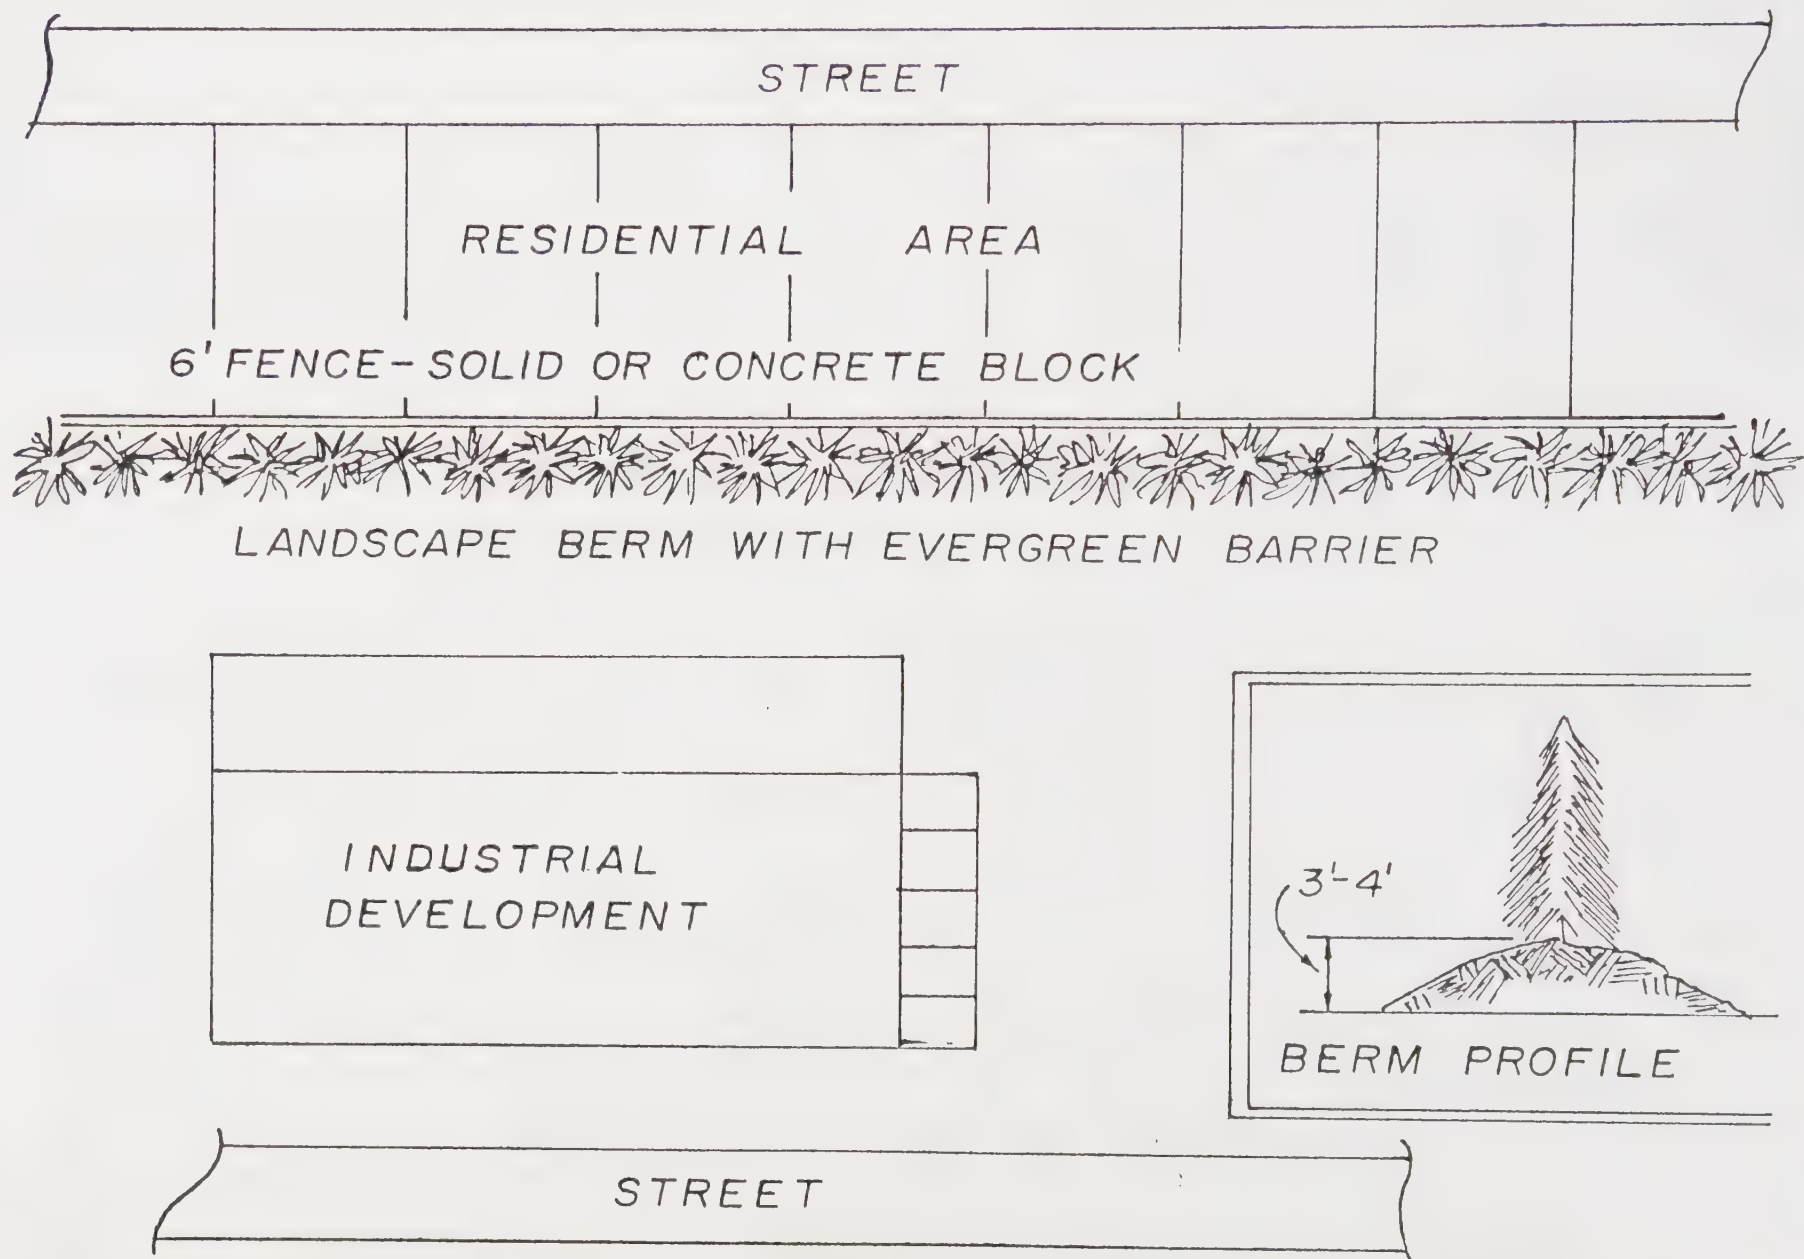 STREET
RESIDENTIAL AREA
6' FENCE-SOLID OR CONCRETE BLOCK
LANDSCAPE BERM WITH EVERGREEN BARRIER
INDUSTRIAL
DEVELOPMENT
3'-4'
BERM PROFILE
STREET